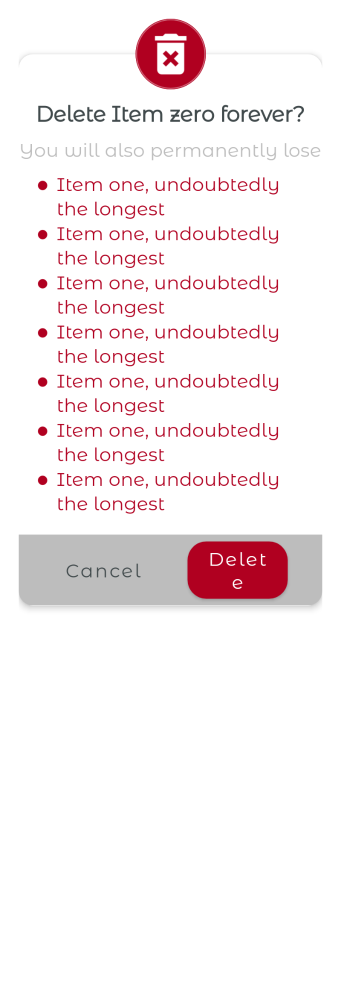 Delete Item zero forever?
You will also permanently lose
Item one, undoubtedly
the longest
Item one, undoubtedly
the longest
Item one, undoubtedly
the longest
Item one, undoubtedly
the longest
Item one, undoubtedly
the longest
Item one, undoubtedly
the longest
Item one, undoubtedly
the longest
Cancel
Delet
e